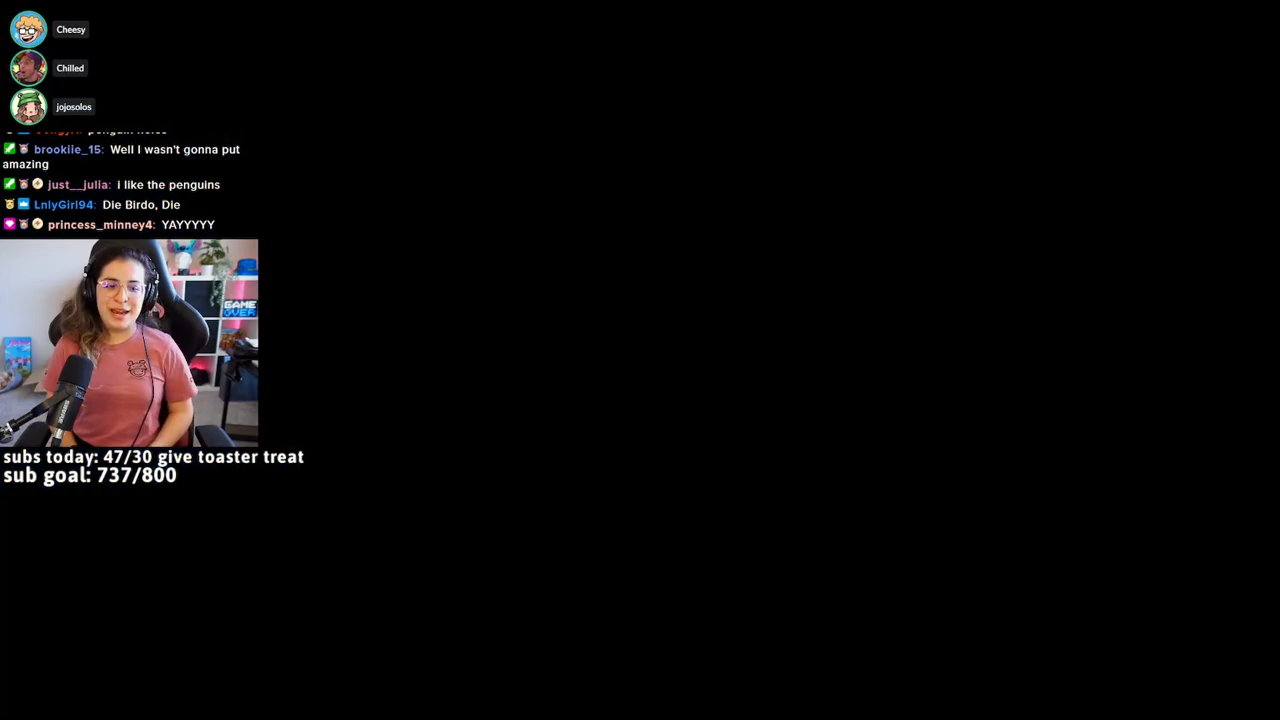 Cheesy
Chilled
jojosolos
brookiie_15: Well I wasn't gonna put
amazing
just__julia: i like the penguins
LnlyGirl94: Die Birdo, Die
princess_minney4: YAYYYYY
GAME
OVER
SHURE
subs today: 47/30 give toaster treat
sub goal: 737/800